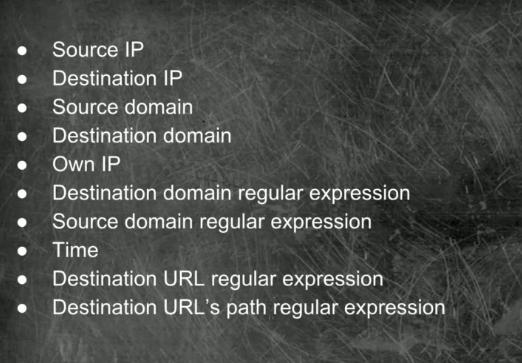 ● Source IP
● Destination IP
● Source domain
● Destination domain
● Own IP
● Destination domain regular expression
● Source domain regular expression
● Time
● Destination URL regular expression
● Destination URL's path regular expression